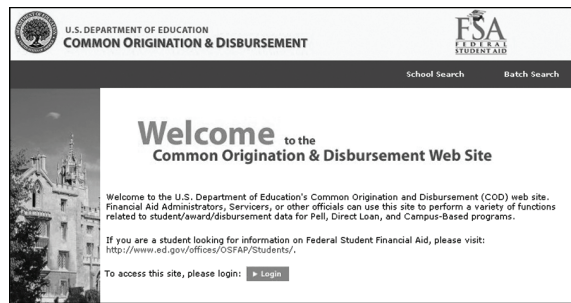 U.S. DEPARTMENT OF EDUCATION
COMMON ORIGINATION & DISBURSEMENT
FSA
FEDERAL
STUDENT AID
School Search Batch Search
Welcome to the
Common Origination & Disbursement Web Site
Welcome to the U.S. Department of Education's Common Origination and Disbursement (COD) web site.
Financial Aid Administrators, Servicers, or other officials can use this site to perform a variety of functions
related to student/award/disbursement data for Pell, Direct Loan, and Campus-Based programs.
If you are a student looking for information on Federal Student Financial Aid, please visit:
http://www.ed.gov/offices/OSFAP/Students/.
To access this site, please login: Login